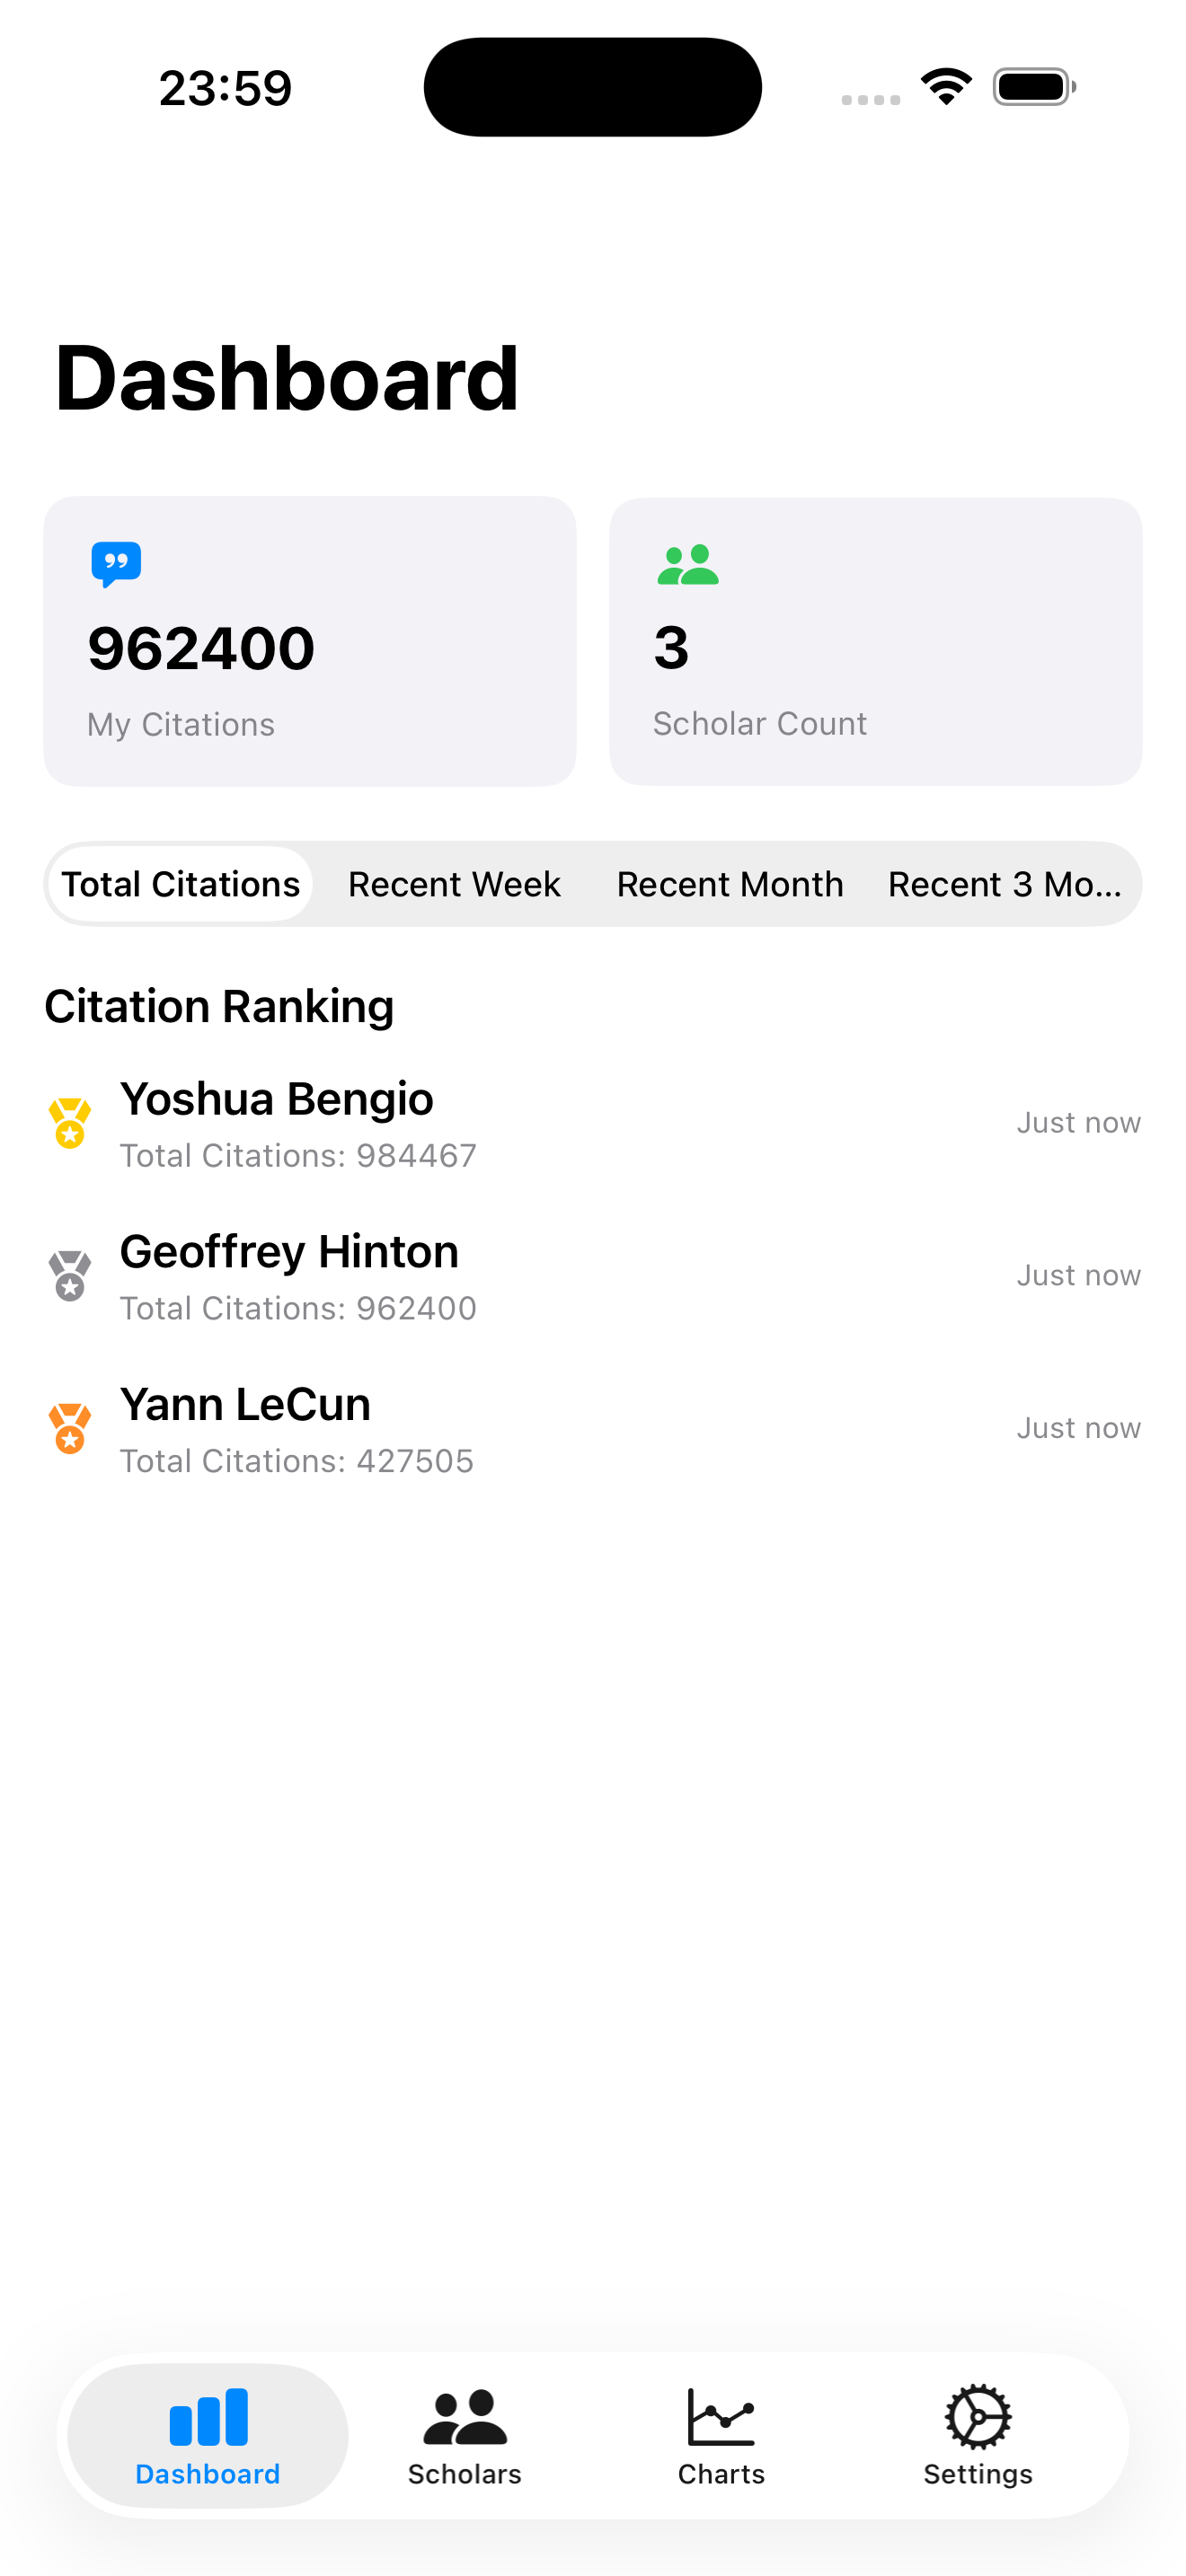 23:59
Dashboard
962400
My Citations
3
Scholar Count
Total Citations
Recent Week
Recent Month
Recent 3 Mo...
Citation Ranking
Yoshua Bengio
Total Citations: 984467
Just now
Geoffrey Hinton
Total Citations: 962400
Just now
Yann LeCun
Total Citations: 427505
Just now
Dashboard
Scholars
Charts
Settings